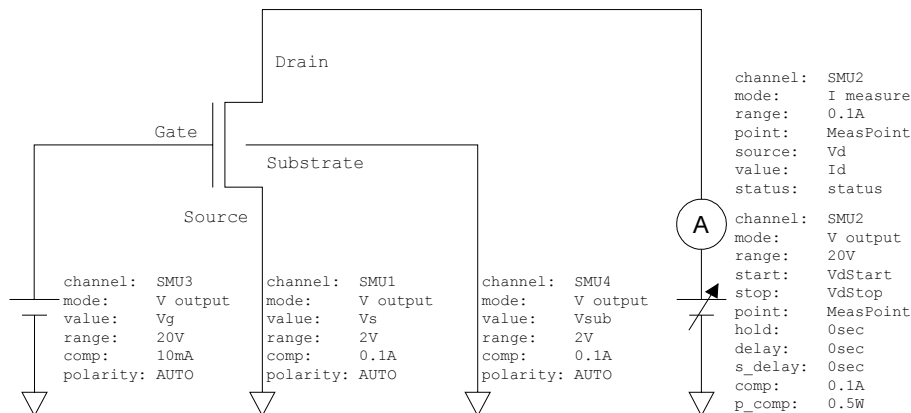 Drain
Gate
Substrate
Source
A
channel: SMU2
mode: I measure
range: 0.1A
point: MeasPoint
source: Vd
value: Id
status: status
channel: SMU2
mode: V output
range: 20V
start: VdStart
stop: VdStop
point: MeasPoint
hold: 0sec
delay: 0sec
s_delay: 0sec
comp: 0.1A
p_comp: 0.5W
channel: SMU3
mode: V output
value: Vg
range: 20V
comp: 10mA
polarity: AUTO
channel: SMU1
mode: V output
value: Vs
range: 2V
comp: 0.1A
polarity: AUTO
channel: SMU4
mode: V output
value: Vsub
range: 2V
comp: 0.1A
polarity: AUTO